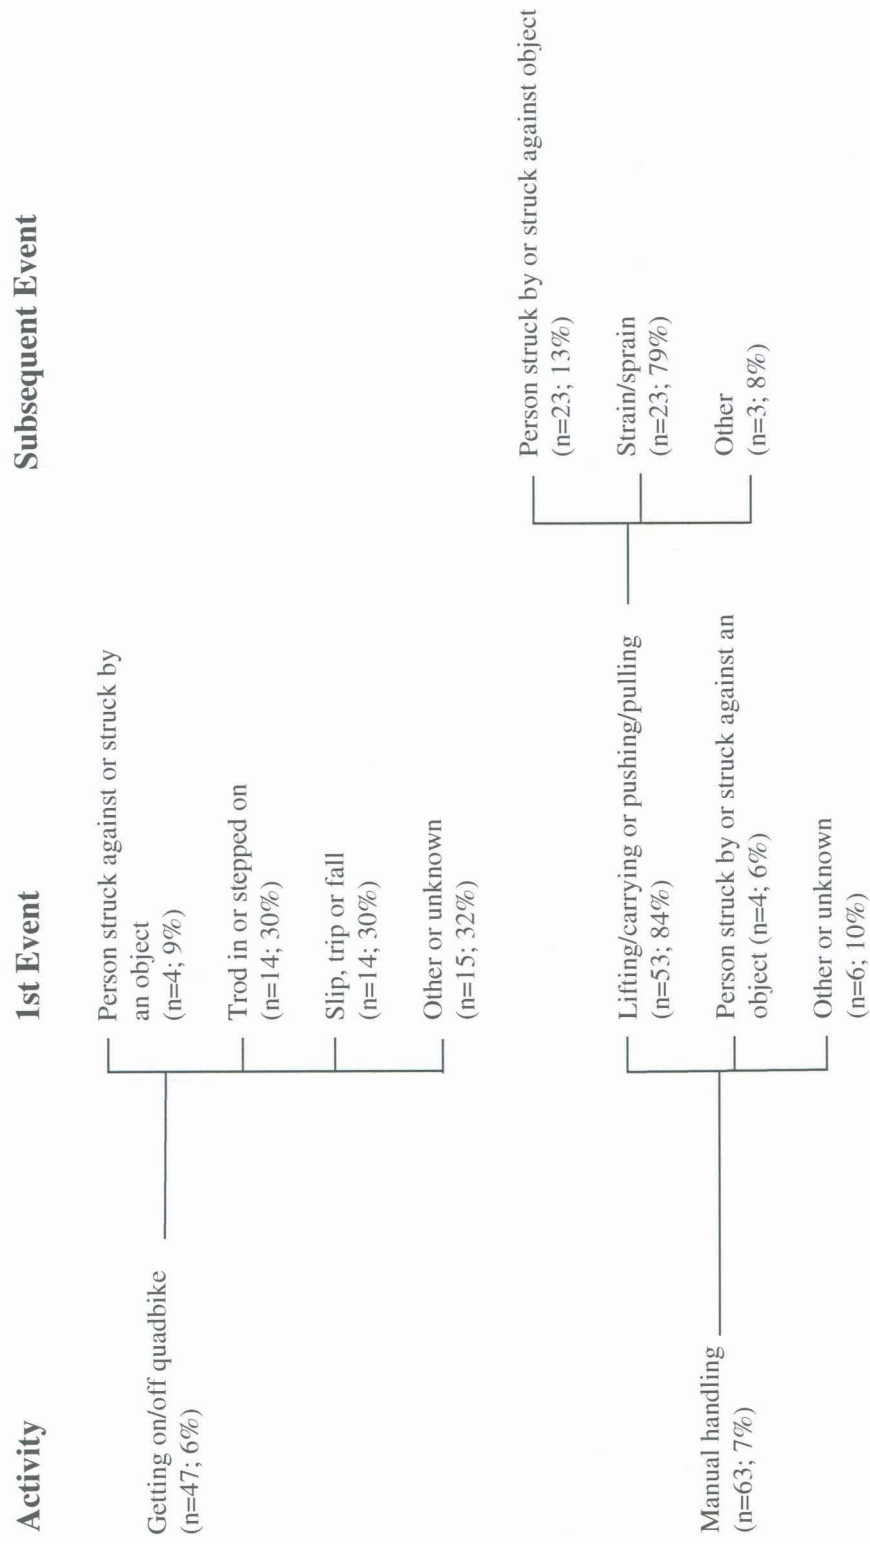 Activity
1st Event
Subsequent Event
Getting on/off quadbike
(n=47; 6%)
Person struck against or struck by
an object
(n=4; 9%)
Trod in or stepped on
(n=14; 30%)
Slip, trip or fall
(n=14; 30%)
Other or unknown
(n=15; 32%)
Manual handling
(n=63; 7%)
Lifting/carrying or pushing/pulling
(n=53; 84%)
Person struck by or struck against an
object (n=4; 6%)
Other or unknown
(n=6; 10%)
Person struck by or struck against object
(n=23; 13%)
Strain/sprain
(n=23; 79%)
Other
(n=3; 8%)